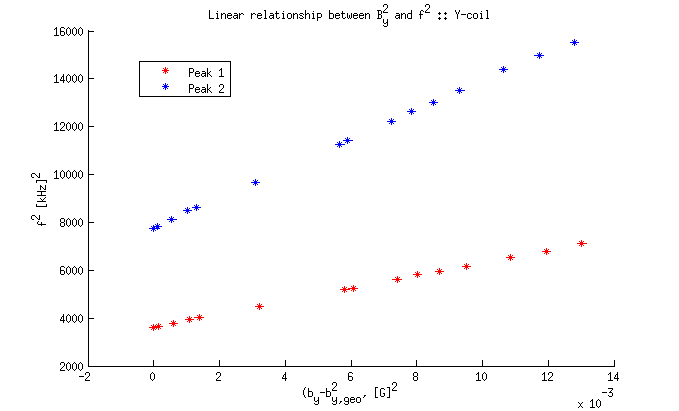 Linear relationship between B_y^2 and f^2 :: Y-coil
16000
14000
12000
10000
8000
6000
4000
2000
Peak 1
Peak 2
f^2 [kHz]^2
-2
0
2
4
6
8
10
12
14
x 10^-3
(b_y-b_y,geo^2, [G]^2